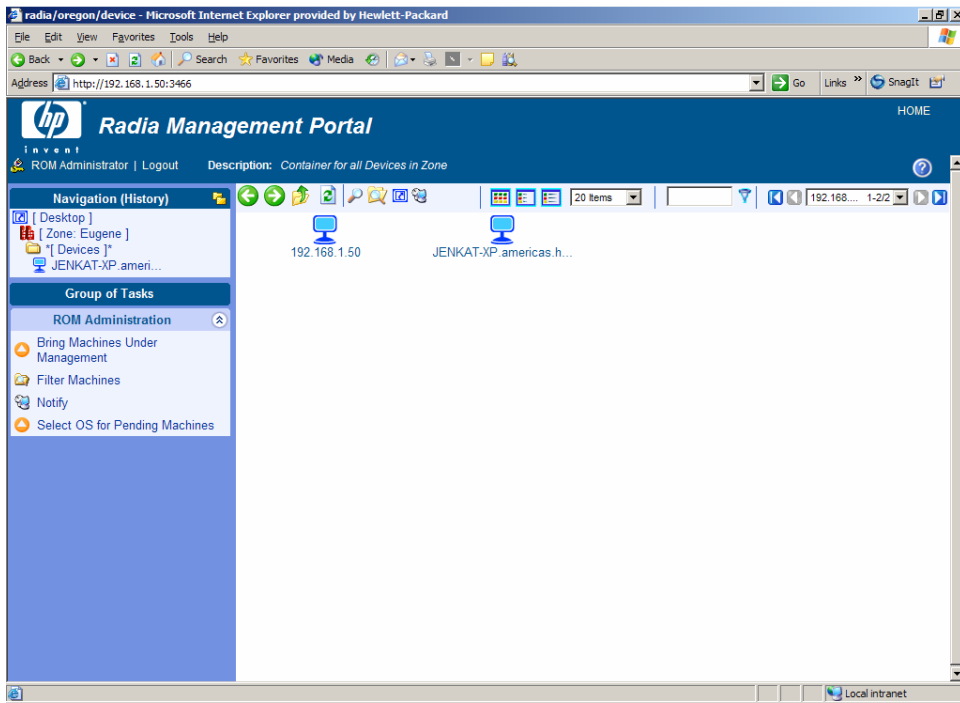 radia/oregon/device - Microsoft Internet Explorer provided by Hewlett-Packard
File Edit View Favorites Tools Help
Back Search Favorites Media
Address http://192.168.1.50:3466 Go Links » SnagIt
hp
invent
Radia Management Portal
HOME
ROM Administrator | Logout Description: Container for all Devices in Zone
Navigation (History)
[ Desktop ]
[ Zone: Eugene ]
*[ Devices ]*
JENKAT-XP.ameri...
20 Items
192.168.... 1-2/2
192.168.1.50
JENKAT-XP.americas.h...
Group of Tasks
ROM Administration
Bring Machines Under
Management
Filter Machines
Notify
Select OS for Pending Machines
Local intranet